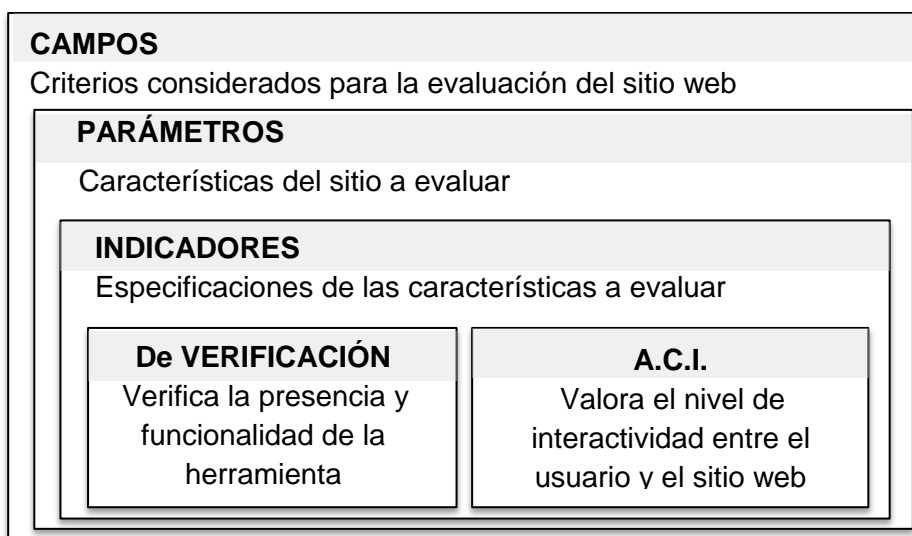 CAMPOS
Criterios considerados para la evaluación del sitio web
PARÁMETROS
Características del sitio a evaluar
INDICADORES
Especificaciones de las características a evaluar
De VERIFICACIÓN
Verifica la presencia y
funcionalidad de la
herramienta
A.C.I.
Valora el nivel de
interactividad entre el
usuario y el sitio web